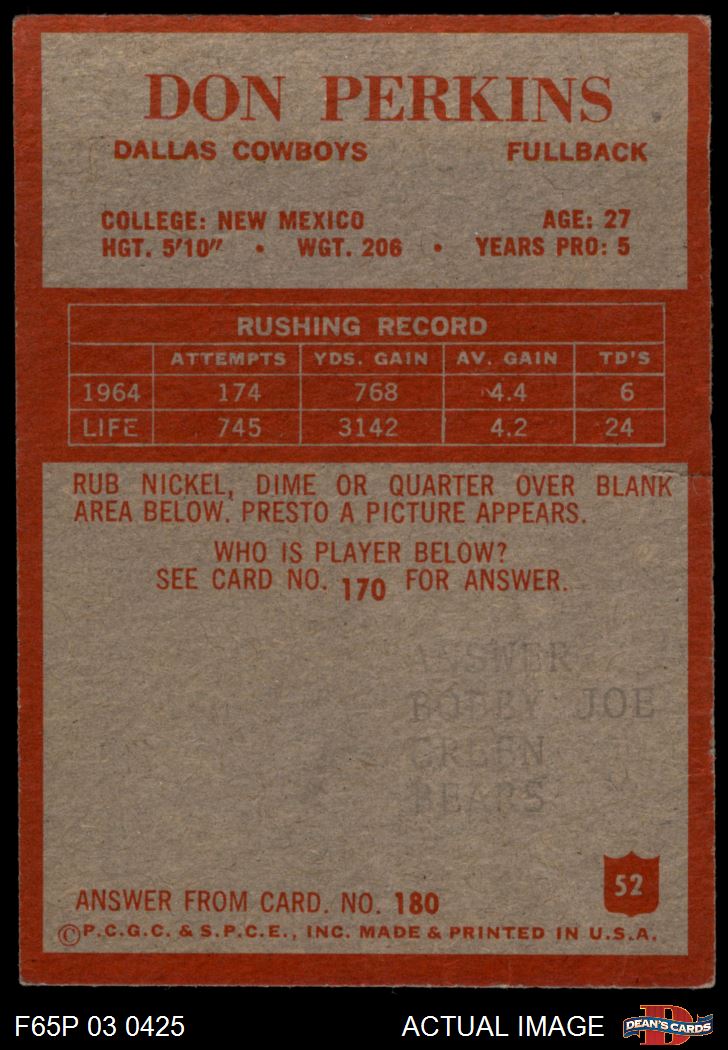 DON PERKINS
DALLAS COWBOYS FULLBACK
COLLEGE: NEW MEXICO AGE: 27
HGT. 5'10" • WGT. 206 • YEARS PRO: 5
RUSHING RECORD
ATTEMPTS YDS. GAIN AV. GAIN TD'S
1964 174 768 4.4 6
LIFE 745 3142 4.2 24
RUB NICKEL, DIME OR QUARTER OVER BLANK
AREA BELOW. PRESTO A PICTURE APPEARS.
WHO IS PLAYER BELOW?
SEE CARD NO. 170 FOR ANSWER.
ANSWER
BOBBY JOE
GREEN
BEARS
52
ANSWER FROM CARD. NO. 180
©P.C.G.C. & S.P.C.E., INC. MADE & PRINTED IN U.S.A.
F65P 03 0425 ACTUAL IMAGE D DEAN'S CARDS